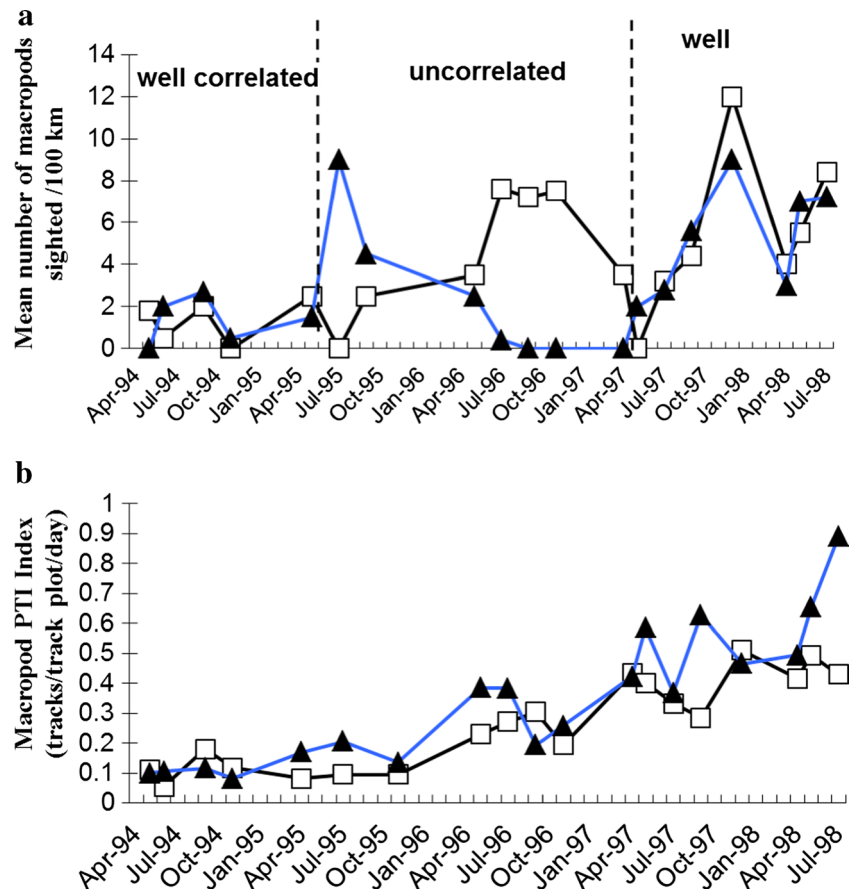 a
well correlated
uncorrelated
well
Mean number of macropods
sighted /100 km
14
12
10
8
6
4
2
0
Apr-94
Jul-94
Oct-94
Jan-95
Apr-95
Jul-95
Oct-95
Jan-96
Apr-96
Jul-96
Oct-96
Jan-97
Apr-97
Jul-97
Oct-97
Jan-98
Apr-98
Jul-98
b
Macropod PTI Index
(tracks/track plot/day)
1
0.9
0.8
0.7
0.6
0.5
0.4
0.3
0.2
0.1
0
Apr-94
Jul-94
Oct-94
Jan-95
Apr-95
Jul-95
Oct-95
Jan-96
Apr-96
Jul-96
Oct-96
Jan-97
Apr-97
Jul-97
Oct-97
Jan-98
Apr-98
Jul-98